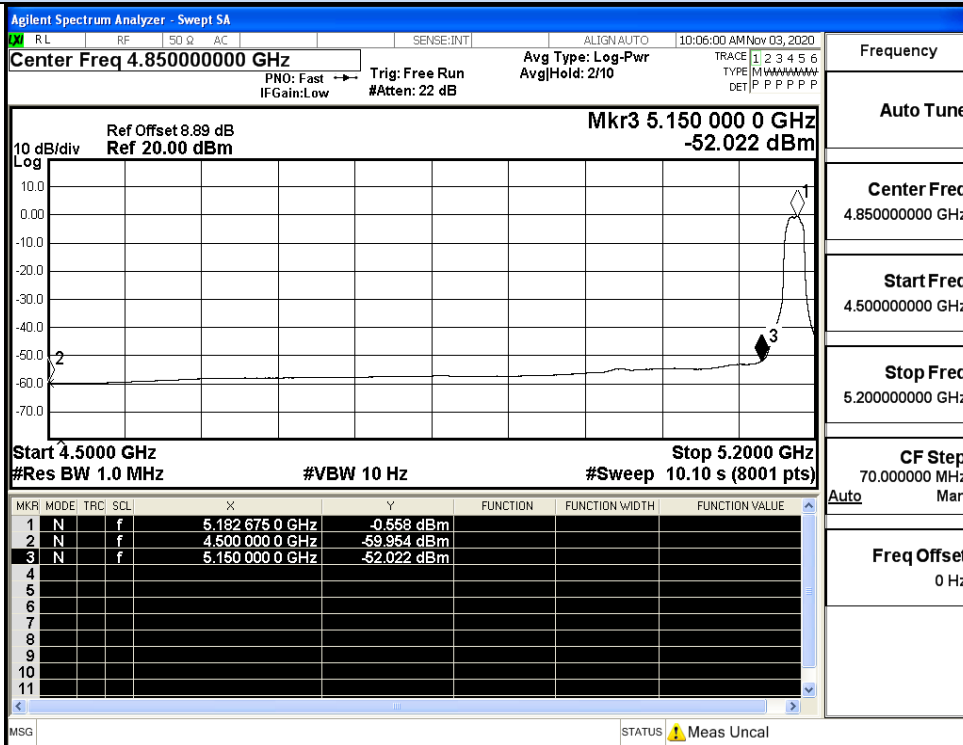 Agilent Spectrum Analyzer - Swept SA
LXI RL RF 50 Ω AC SENSE:INT ALIGN AUTO 10:06:00 AM Nov 03, 2020
Center Freq 4.850000000 GHz
PNO: Fast
IFGain:Low
Trig: Free Run
#Atten: 22 dB
Avg Type: Log-Pwr
Avg|Hold: 2/10
TRACE 1 2 3 4 5 6
TYPE M W W W W W
DET P P P P P P
Ref Offset 8.89 dB
10 dB/div Ref 20.00 dBm
Log
Mkr3 5.150 000 0 GHz
-52.022 dBm
10.0
0.00
-10.0
-20.0
-30.0
-40.0
-50.0
-60.0
-70.0
1
2
3
Start 4.5000 GHz Stop 5.2000 GHz
#Res BW 1.0 MHz #VBW 10 Hz #Sweep 10.10 s (8001 pts)
MKR MODE TRC SCL X Y FUNCTION FUNCTION WIDTH FUNCTION VALUE
1 N f 5.182 675 0 GHz -0.558 dBm
2 N f 4.500 000 0 GHz -59.954 dBm
3 N f 5.150 000 0 GHz -52.022 dBm
4
5
6
7
8
9
10
11
MSG STATUS Meas Uncal
Frequency
Auto Tune
Center Freq
4.850000000 GHz
Start Freq
4.500000000 GHz
Stop Freq
5.200000000 GHz
CF Step
70.000000 MHz
Auto Man
Freq Offset
0 Hz